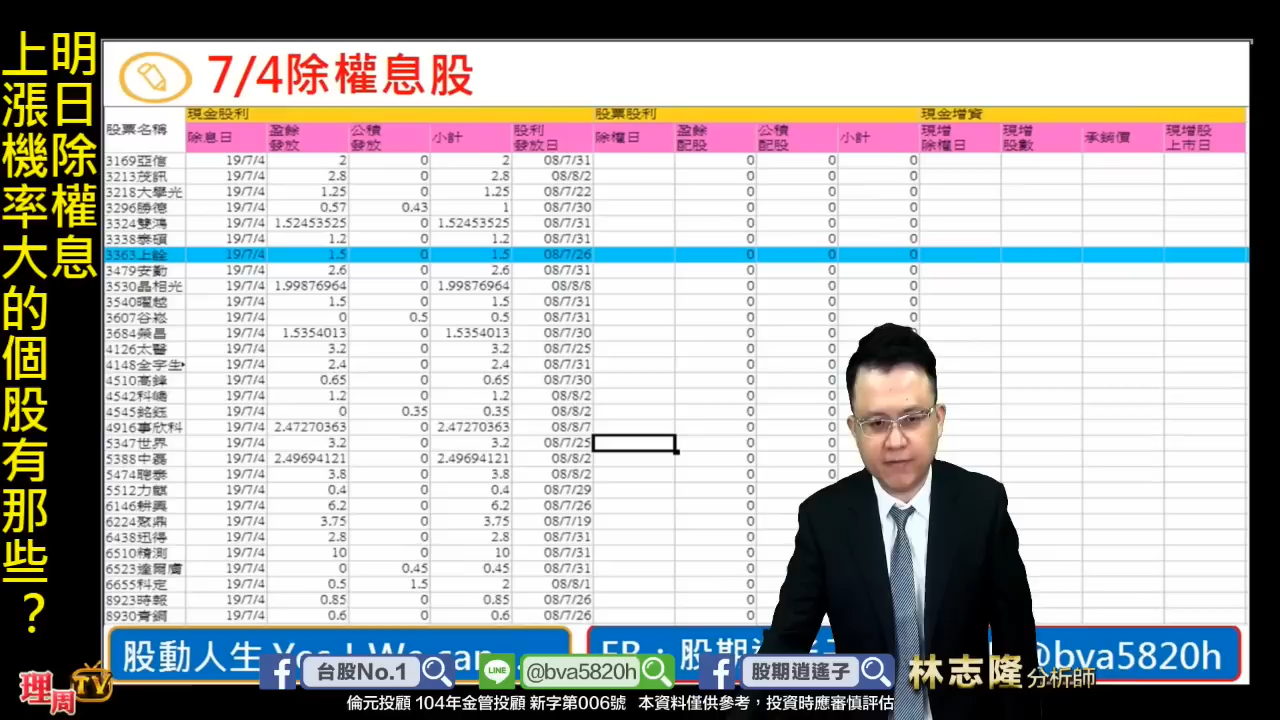 明日除權息
上漲機率大的個股有那些？
7/4除權息股
股票名稱 現金股利 股票股利 現金增資
除息日 盈餘發放 公積發放 小計 股利發放日 除權日 盈餘配股 公積配股 小計 現增除權日 現增股數 承銷價 現增股上市日
3169亞信 19/7/4 2 0 2 08/7/31 0 0 0
3213茂訊 19/7/4 2.8 0 2.8 08/8/2 0 0 0
3218大學光 19/7/4 1.25 0 1.25 08/7/22 0 0 0
3296勝德 19/7/4 0.57 0.43 1 08/7/30 0 0 0
3324雙鴻 19/7/4 1.52453525 0 1.52453525 08/7/31 0 0 0
3338泰碩 19/7/4 1.2 0 1.2 08/7/31 0 0 0
3363上詮 19/7/4 1.5 0 1.5 08/7/26 0 0 0
3479安勤 19/7/4 2.6 0 2.6 08/7/31 0 0 0
3530晶相光 19/7/4 1.99876964 0 1.99876964 08/8/8 0 0 0
3540曜越 19/7/4 1.5 0 1.5 08/7/31 0 0 0
3607谷崧 19/7/4 0 0.5 0.5 08/7/31 0 0 0
3684榮昌 19/7/4 1.5354013 0 1.5354013 08/7/30 0 0 0
4126太醫 19/7/4 3.2 0 3.2 08/7/25 0 0
4148全宇生 19/7/4 2.4 0 2.4 08/7/31 0 0
4510高鋒 19/7/4 0.65 0 0.65 08/7/30 0 0
4542科嶠 19/7/4 1.2 0 1.2 08/8/2 0 0
4545銘鈺 19/7/4 0 0.35 0.35 08/8/2 0 0
4916事欣科 19/7/4 2.47270363 0 2.47270363 08/8/7 0 0
5347世界 19/7/4 3.2 0 3.2 08/7/25 0 0
5388中磊 19/7/4 2.49694121 0 2.49694121 08/8/2 0 0
5474聰泰 19/7/4 3.8 0 3.8 08/8/2 0 0
5512力麒 19/7/4 0.4 0 0.4 08/7/29 0
6146耕興 19/7/4 6.2 0 6.2 08/7/26 0
6224聚鼎 19/7/4 3.75 0 3.75 08/7/19 0
6438迅得 19/7/4 2.8 0 2.8 08/7/31 0
6510精測 19/7/4 10 0 10 08/7/31 0
6523達爾膚 19/7/4 0 0.45 0.45 08/7/31 0
6655科定 19/7/4 0.5 1.5 2 08/8/1 0
8923時報 19/7/4 0.85 0 0.85 08/7/26 0
8930青鋼 19/7/4 0.6 0 0.6 08/7/26 0
股動人生 Yes！We can
FB：股期逍遙子
@bva5820h
理周TV
台股No.1
LINE @bva5820h
股期逍遙子
林志隆分析師
倫元投顧 104年金管投顧 新字第006號 本資料僅供參考，投資時應審慎評估